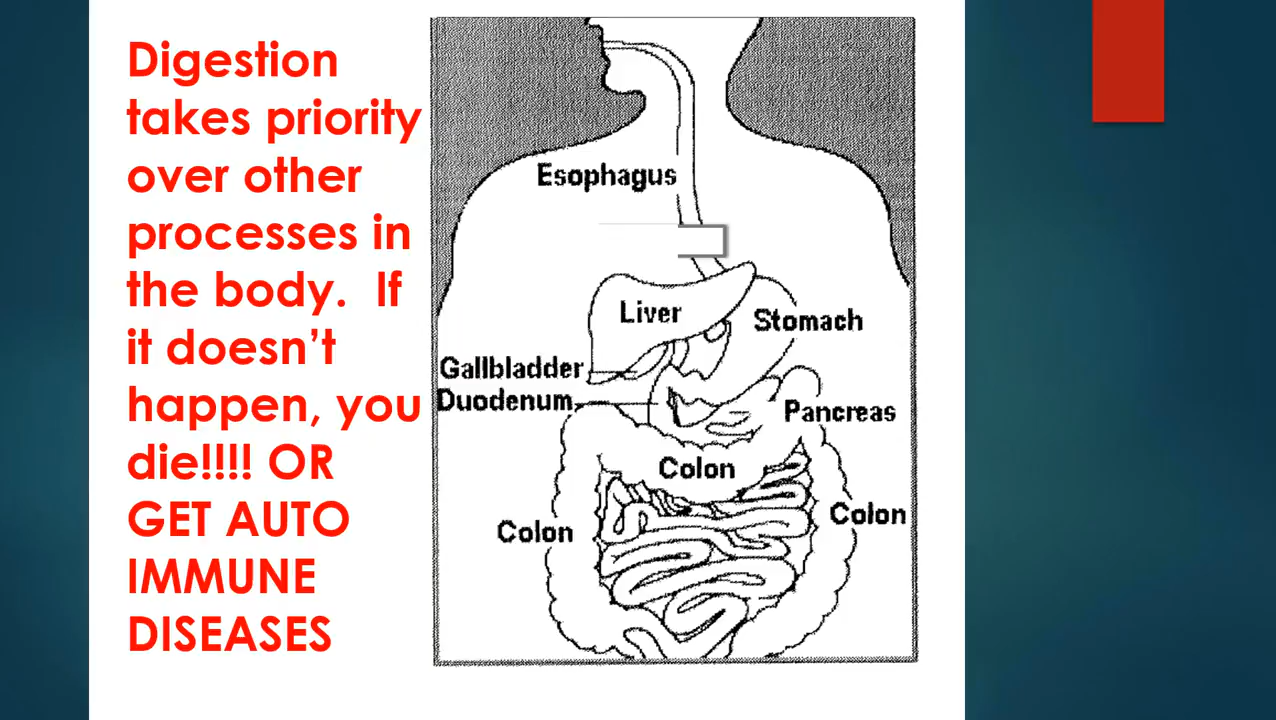 Digestion
takes priority
over other
processes in
the body.  If
it doesn’t
happen, you
die!!!! OR
GET AUTO
IMMUNE
DISEASES
Esophagus
Liver
Stomach
Gallbladder
Duodenum
Pancreas
Colon
Colon
Colon